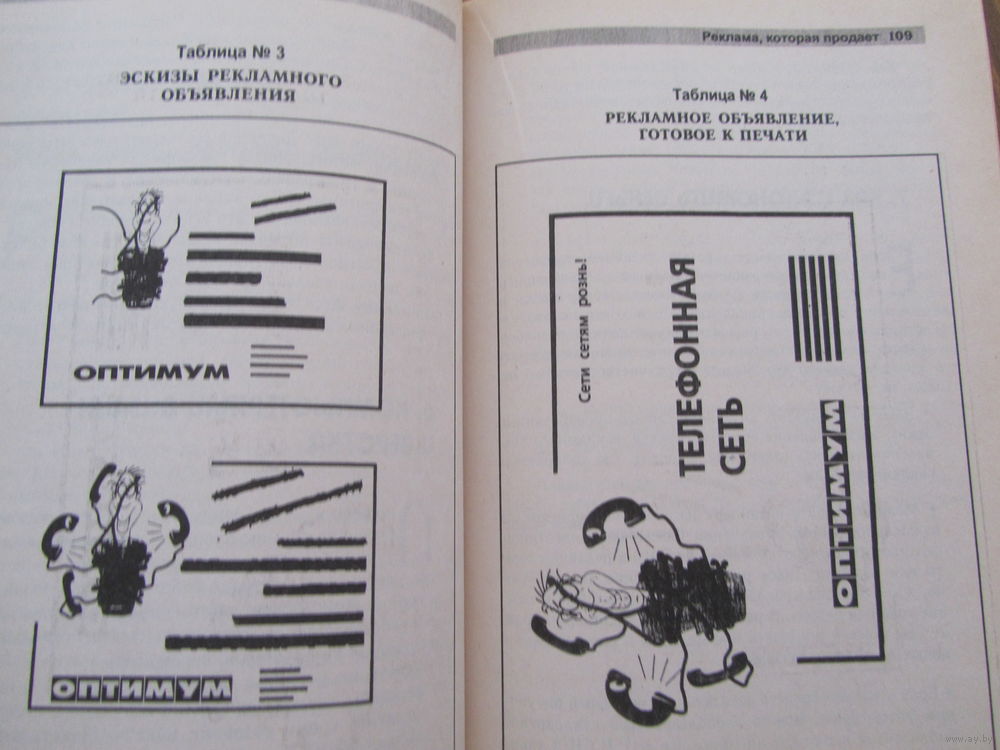 Таблица № 3
ЭСКИЗЫ РЕКЛАМНОГО
ОБЪЯВЛЕНИЯ
ОПТИМУМ
ОПТИМУМ
Реклама, которая продает 109
Таблица № 4
РЕКЛАМНОЕ ОБЪЯВЛЕНИЕ,
ГОТОВОЕ К ПЕЧАТИ
Сети сетям рознь!
ТЕЛЕФОННАЯ
СЕТЬ
ОПТИМУМ
www.ay.by